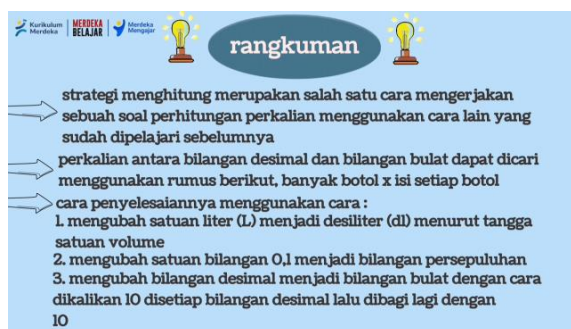 Kurikulum Merdeka
MERDEKA BELAJAR
Merdeka Mengajar
rangkuman
strategi menghitung merupakan salah satu cara mengerjakan
sebuah soal perhitungan perkalian menggunakan cara lain yang
sudah dipelajari sebelumnya
perkalian antara bilangan desimal dan bilangan bulat dapat dicari
menggunakan rumus berikut, banyak botol x isi setiap botol
cara penyelesaiannya menggunakan cara :
1. mengubah satuan liter (L) menjadi desiliter (dl) menurut tangga
satuan volume
2. mengubah satuan bilangan 0,1 menjadi bilangan persepuluhan
3. mengubah bilangan desimal menjadi bilangan bulat dengan cara
dikalikan 10 disetiap bilangan desimal lalu dibagi lagi dengan
10